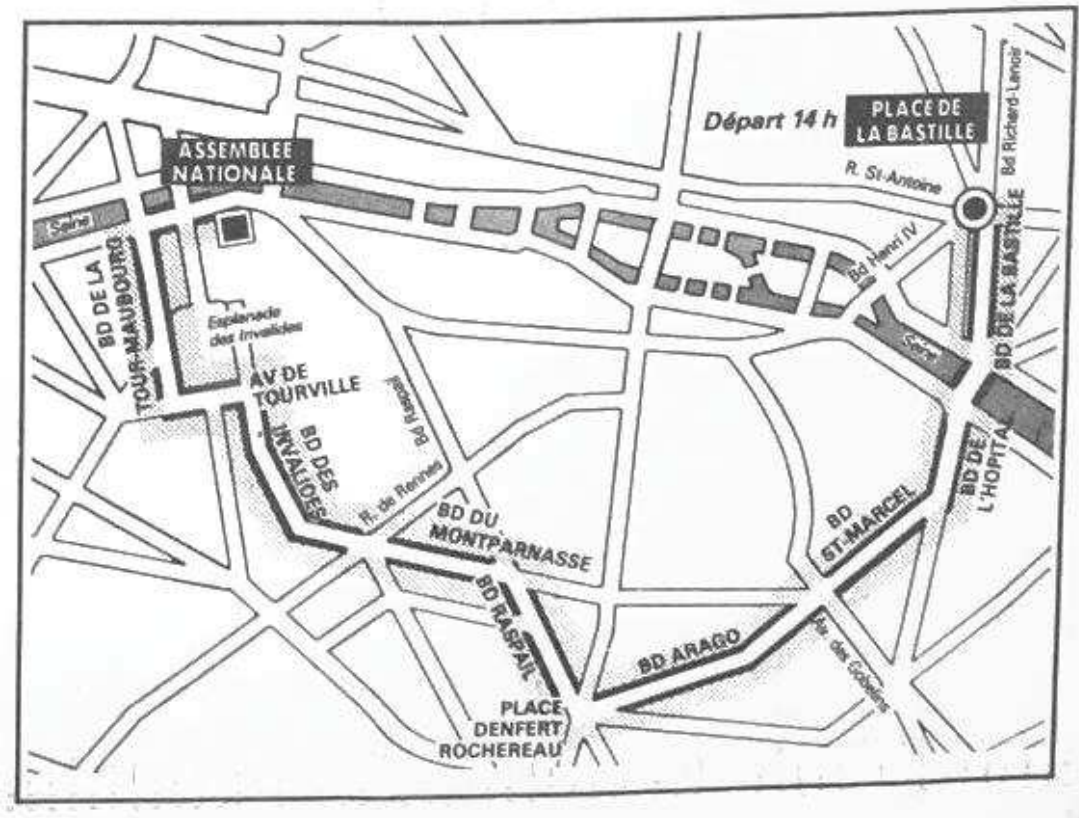 Départ 14 h
PLACE DE
LA BASTILLE
Bd Richard-Lenoir
R. St-Antoine
ASSEMBLEE
NATIONALE
Seine
Bd Henri IV
BD DE LA BASTILLE
BD DE LA
TOUR-MAUBOURG
Esplanade
des Invalides
Seine
AV DE
TOURVILLE
Bd Raspail
BD DES
INVALIDES
R. de Rennes
BD DU
MONTPARNASSE
BD
ST-MARCEL
BD DE
L'HOPITAL
BD RASPAIL
BD ARAGO
Av. des Gobelins
PLACE
DENFERT
ROCHEREAU